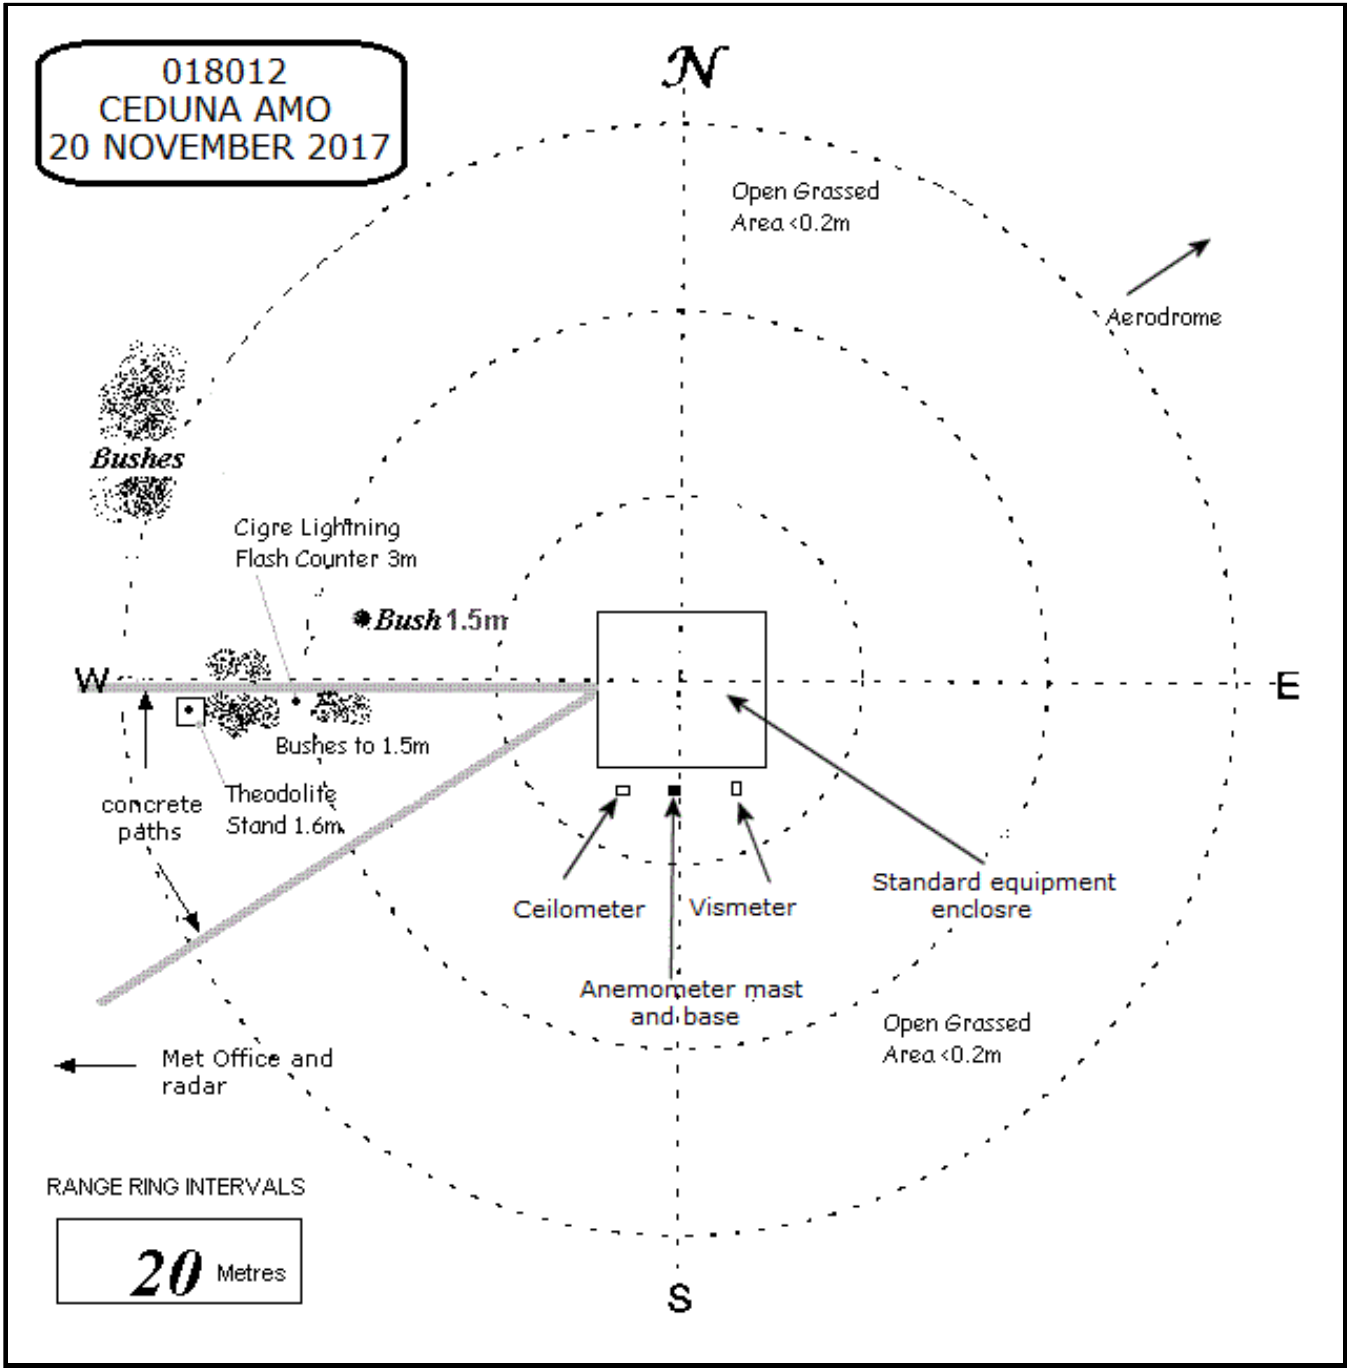 018012
CEDUNA AMO
20 NOVEMBER 2017
N
Open Grassed
Area <0.2m
Aerodrome
Bushes
Cigre Lightning
Flash Counter 3m
Bush 1.5m
W
E
Bushes to 1.5m
Theodolite
Stand 1.6m
concrete
paths
Standard equipment
enclosre
Ceilometer
Vismeter
Anemometer mast
and base
Open Grassed
Area <0.2m
Met Office and
radar
RANGE RING INTERVALS
20 Metres
S